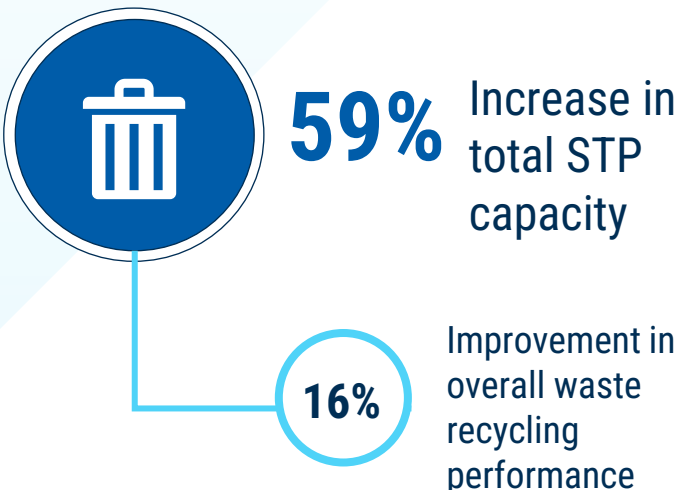 59%
Increase in
total STP
capacity
16%
Improvement in
overall waste
recycling
performance